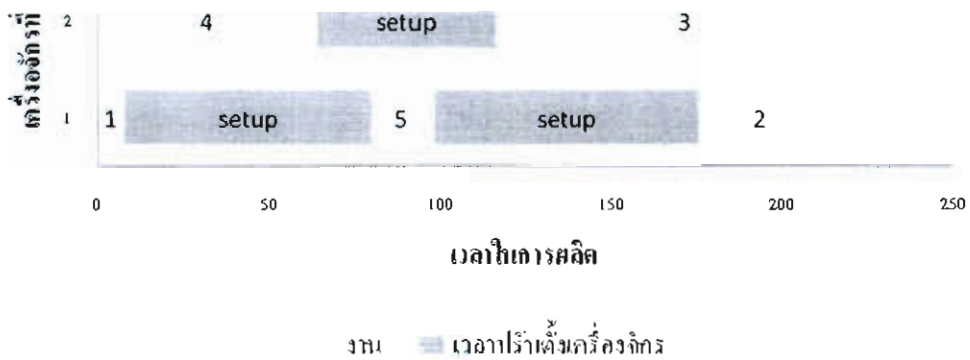 2 4 setup 3
เครื่องจักรที่
1 1 setup 5 setup 2
0 50 100 150 200 250
เวลาในการผลิต
งาน เวลาปรับตั้งเครื่องจักร